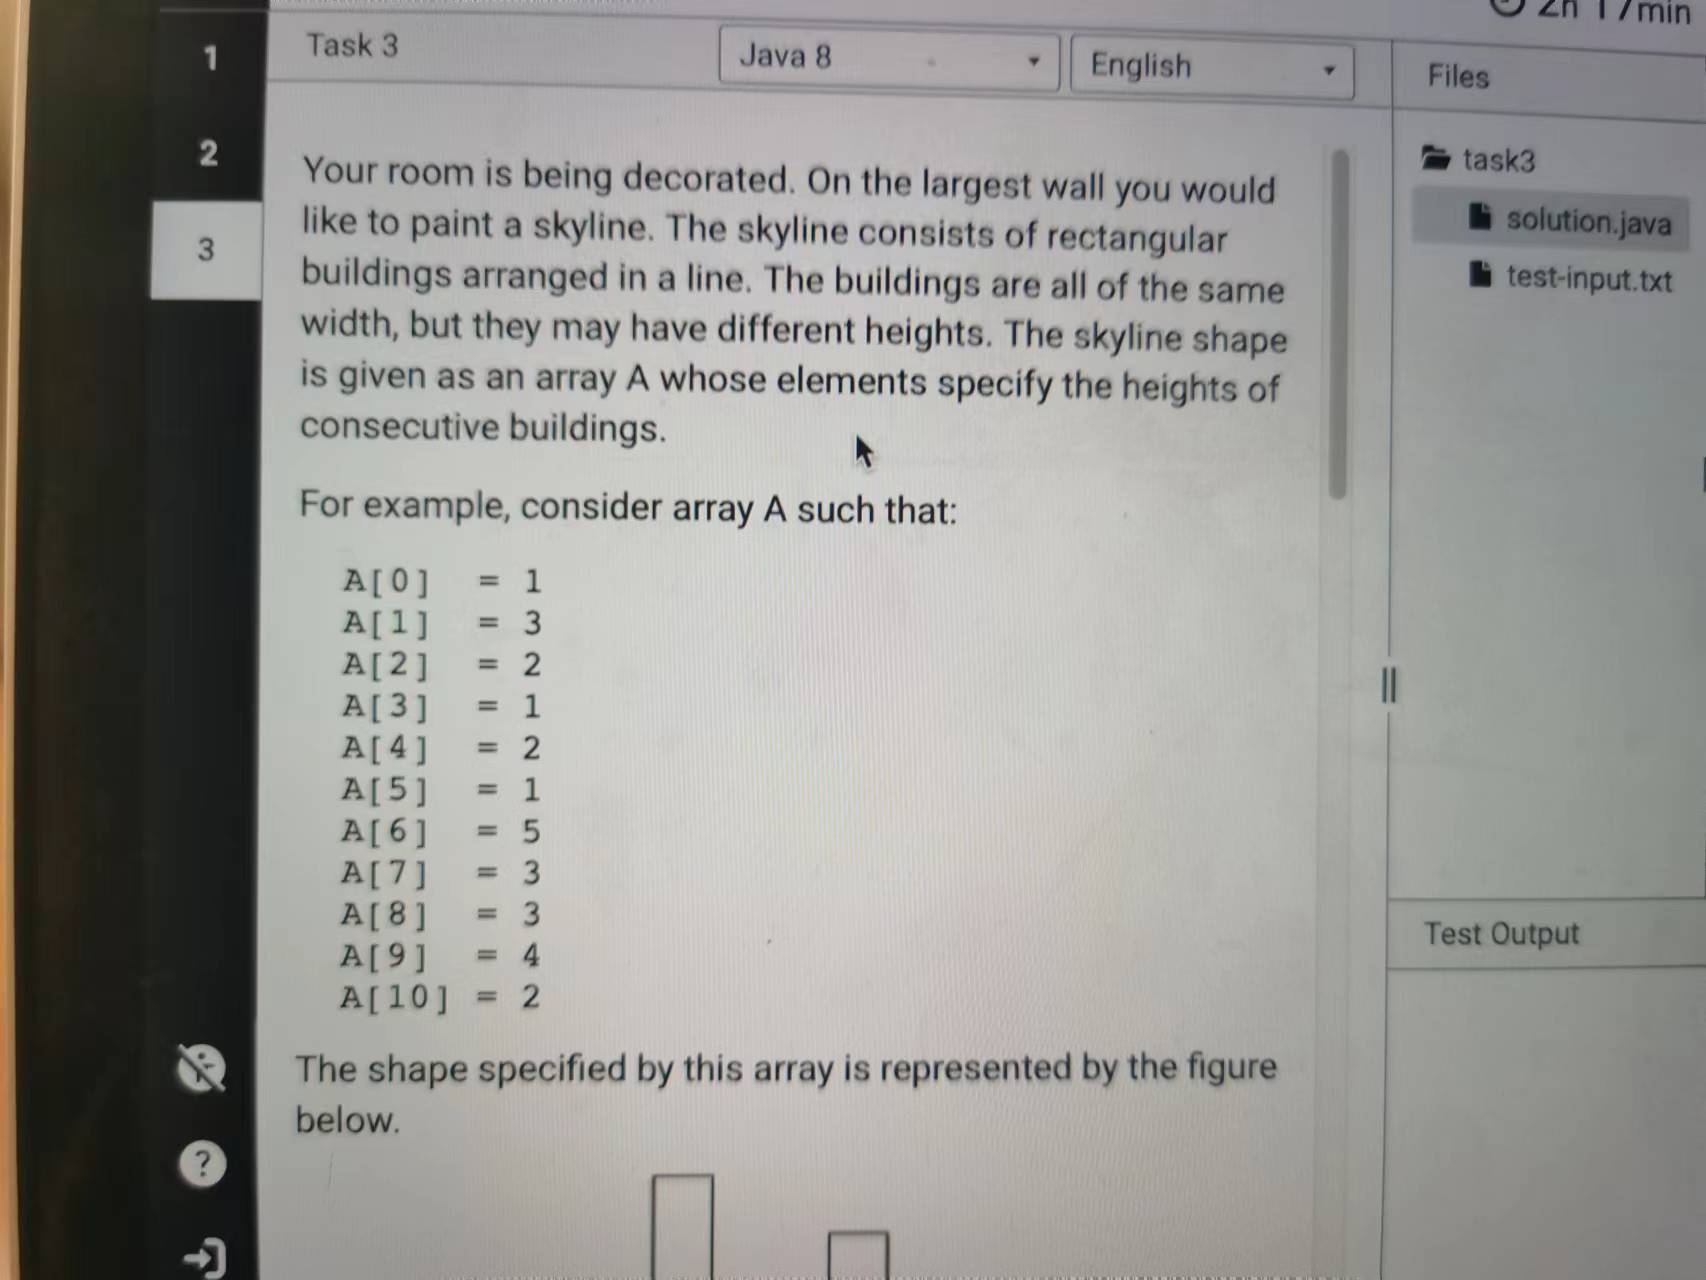 2h 17min
1
Task 3
Java 8
English
Files
2
3
Your room is being decorated. On the largest wall you would
like to paint a skyline. The skyline consists of rectangular
buildings arranged in a line. The buildings are all of the same
width, but they may have different heights. The skyline shape
is given as an array A whose elements specify the heights of
consecutive buildings.
For example, consider array A such that:
A[0] = 1
A[1] = 3
A[2] = 2
A[3] = 1
A[4] = 2
A[5] = 1
A[6] = 5
A[7] = 3
A[8] = 3
A[9] = 4
A[10] = 2
The shape specified by this array is represented by the figure
below.
?
task3
solution.java
test-input.txt
Test Output